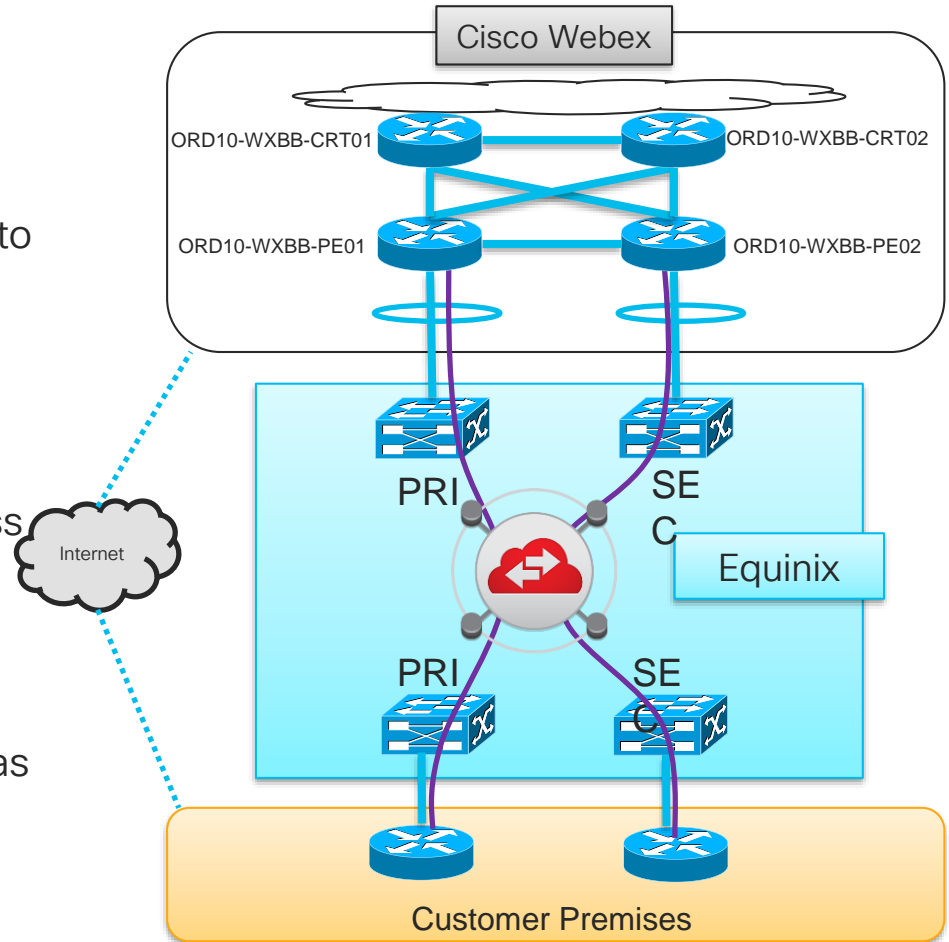 Cisco Webex
ORD10-WXBB-CRT01
ORD10-WXBB-CRT02
to
ORD10-WXBB-PE01
ORD10-WXBB-PE02
PRI
SE
C
ss
Internet
Equinix
PRI
SE
C
as
Customer Premises